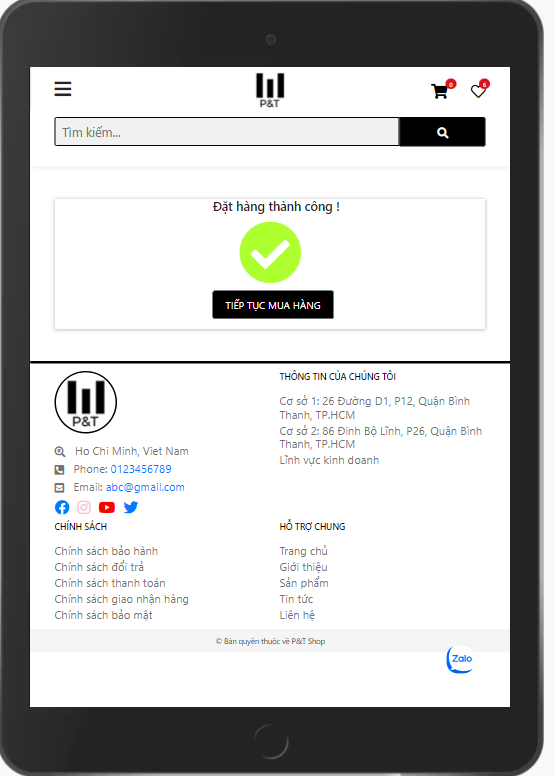 P&T
0
6
Tìm kiếm...
Đặt hàng thành công !
TIẾP TỤC MUA HÀNG
P&T
Ho Chi Minh, Viet Nam
Phone: 0123456789
Email: abc@gmail.com
THÔNG TIN CỦA CHÚNG TÔI
Cơ sở 1: 26 Đường D1, P12, Quận Bình
Thanh, TP.HCM
Cơ sở 2: 86 Đinh Bộ Lĩnh, P26, Quận Bình
Thanh, TP.HCM
Lĩnh vực kinh doanh
CHÍNH SÁCH
Chính sách bảo hành
Chính sách đổi trả
Chính sách thanh toán
Chính sách giao nhận hàng
Chính sách bảo mật
HỖ TRỢ CHUNG
Trang chủ
Giới thiệu
Sản phẩm
Tin tức
Liên hệ
© Bản quyền thuộc về P&T Shop
Zalo